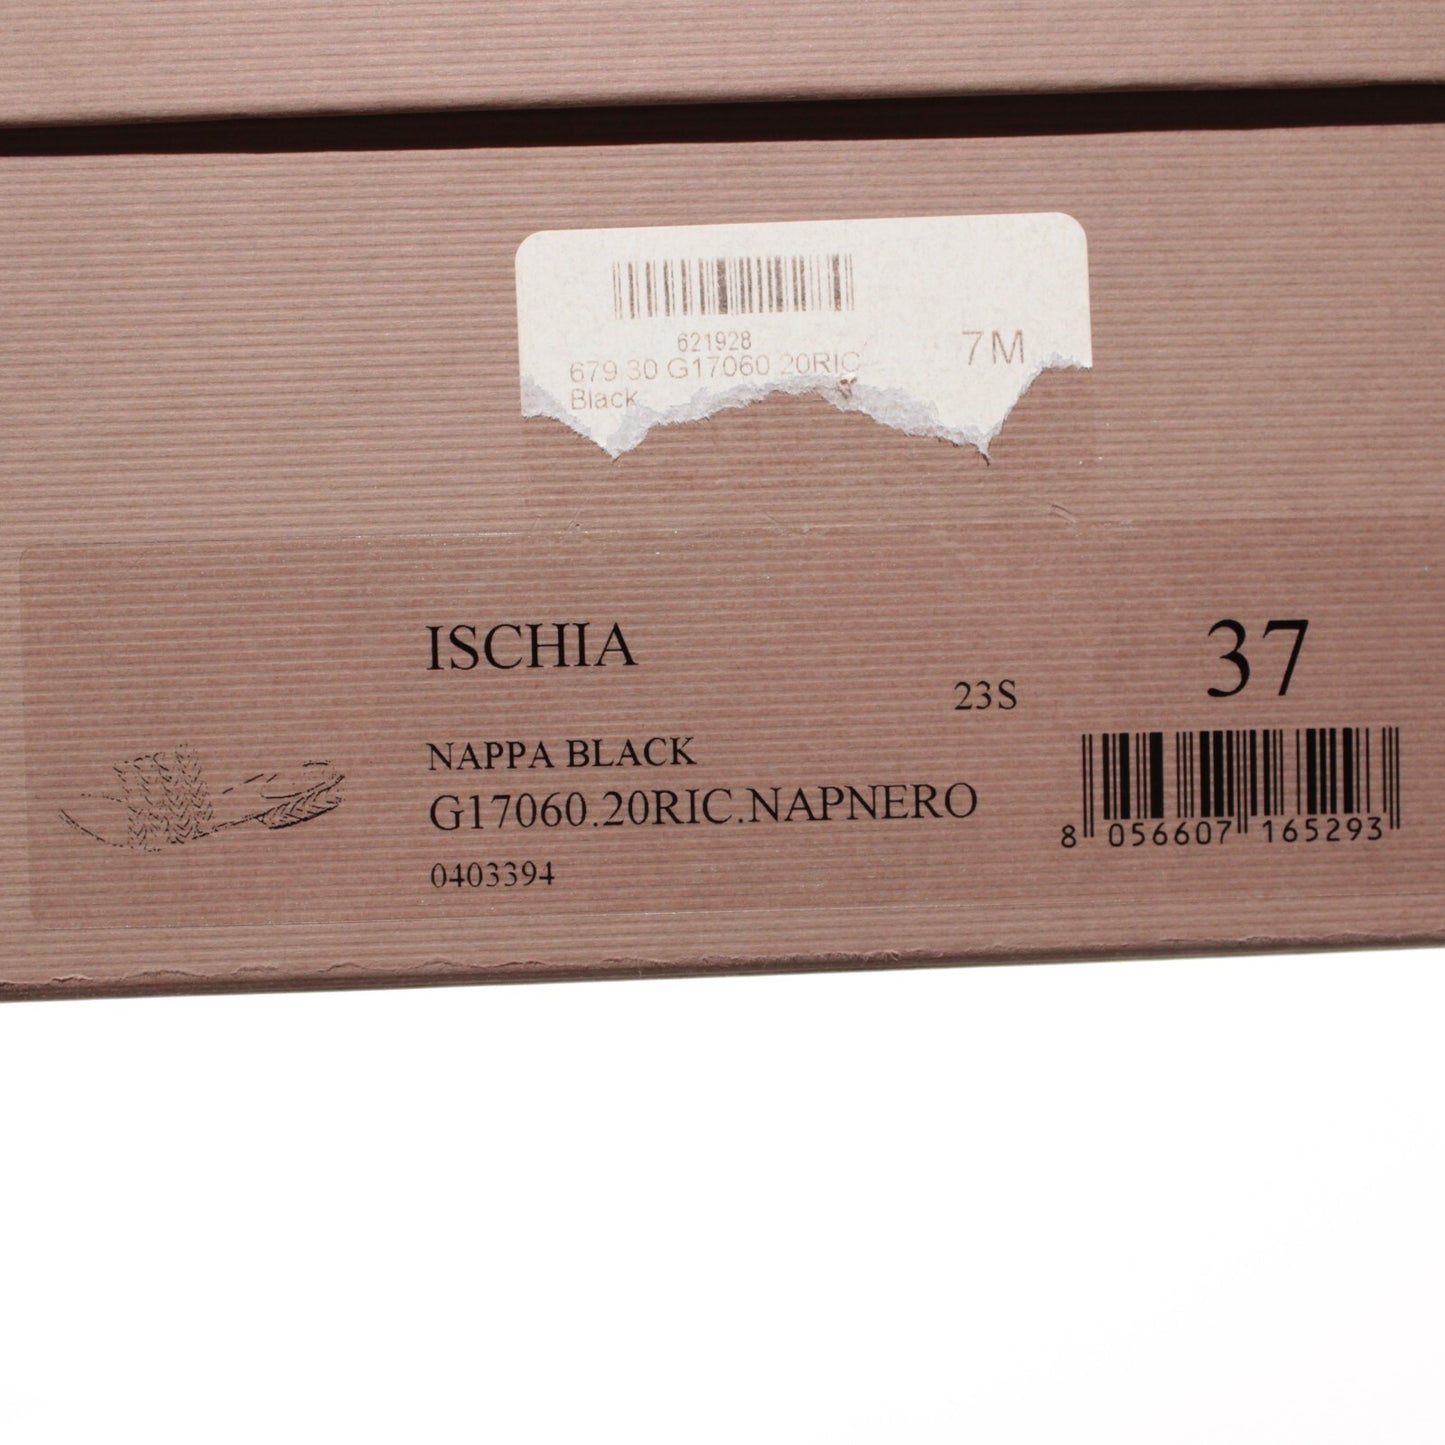 621928
679 30 G17060 20RIC
7M
Black
ISCHIA
37
23S
NAPPA BLACK
G17060.20RIC.NAPNERO
0403394
8 056607 165293